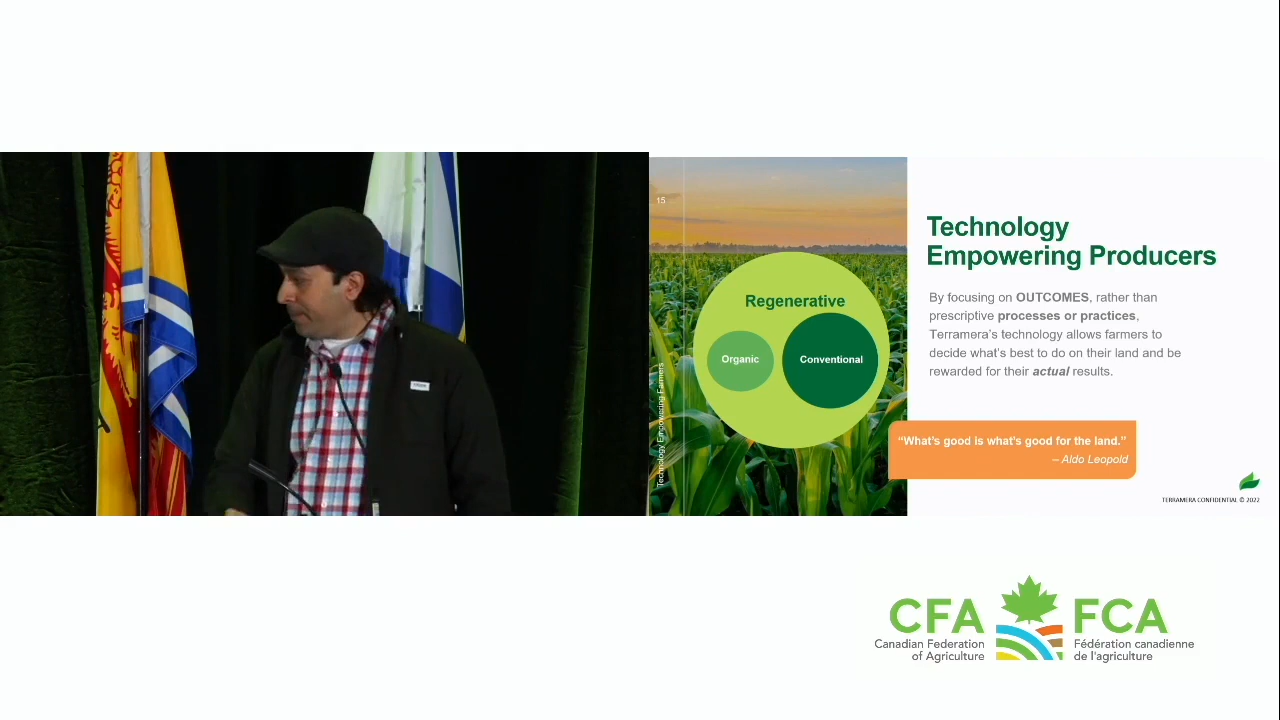 15
Technology Empowering Farmers
Regenerative
Organic
Conventional
Technology
Empowering Producers
By focusing on OUTCOMES, rather than
prescriptive processes or practices,
Terramera's technology allows farmers to
decide what's best to do on their land and be
rewarded for their actual results.
“What's good is what's good for the land.”
– Aldo Leopold
TERRAMERA CONFIDENTIAL © 2022
CFA
Canadian Federation
of Agriculture
FCA
Fédération canadienne
de l'agriculture